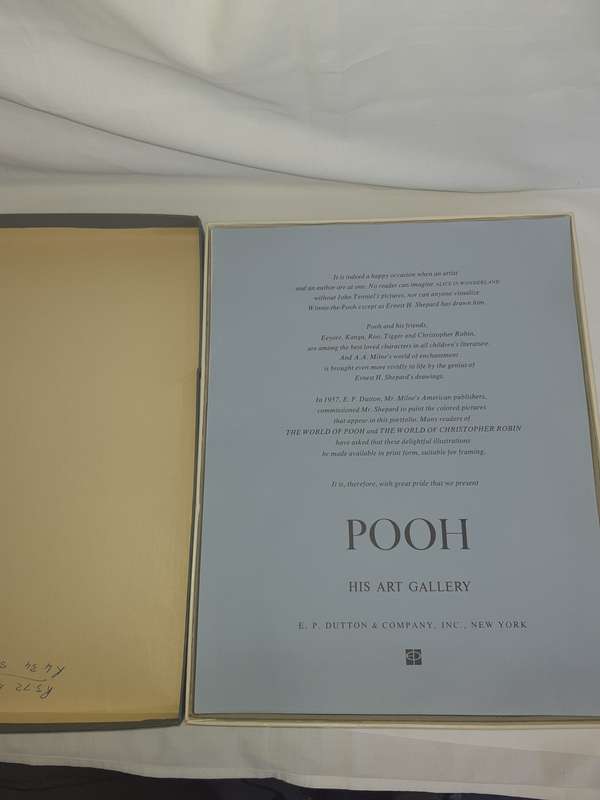 It is indeed a happy occasion when an artist
and an author are at one. No reader can imagine ALICE IN WONDERLAND
without John Tenniel's pictures, nor can anyone visualize
Winnie-the-Pooh except as Ernest H. Shepard has drawn him.
Pooh and his friends,
Eeyore, Kanga, Roo, Tigger and Christopher Robin,
are among the best loved characters in all children's literature.
And A.A. Milne's world of enchantment
is brought even more vividly to life by the genius of
Ernest H. Shepard's drawings.
In 1957, E. P. Dutton, Mr. Milne's American publishers,
commissioned Mr. Shepard to paint the colored pictures
that appear in this portfolio. Many readers of
THE WORLD OF POOH and THE WORLD OF CHRISTOPHER ROBIN
have asked that these delightful illustrations
be made available in print form, suitable for framing.
It is, therefore, with great pride that we present
POOH
HIS ART GALLERY
E. P. DUTTON & COMPANY, INC., NEW YORK